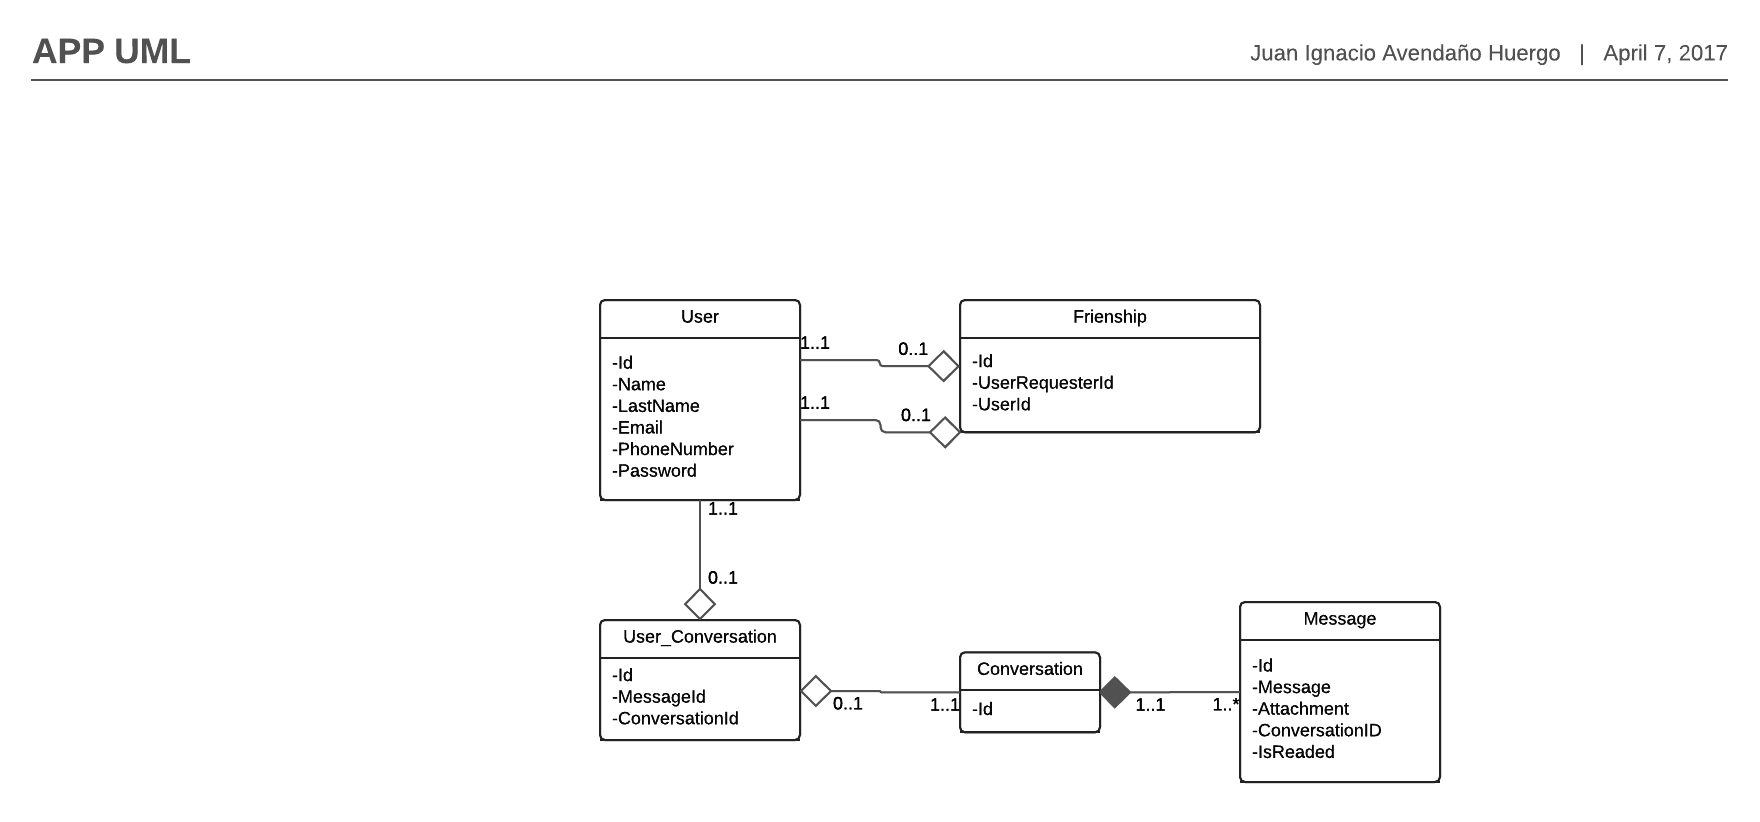 APP UML
Juan Ignacio Avendaño Huergo | April 7, 2017
User
-Id
-Name
-LastName
-Email
-PhoneNumber
-Password
1..1
0..1
1..1
0..1
Frienship
-Id
-UserRequesterId
-UserId
1..1
0..1
User_Conversation
-Id
-MessageId
-ConversationId
0..1
1..1
Conversation
-Id
1..1
1..*
Message
-Id
-Message
-Attachment
-ConversationID
-IsReaded